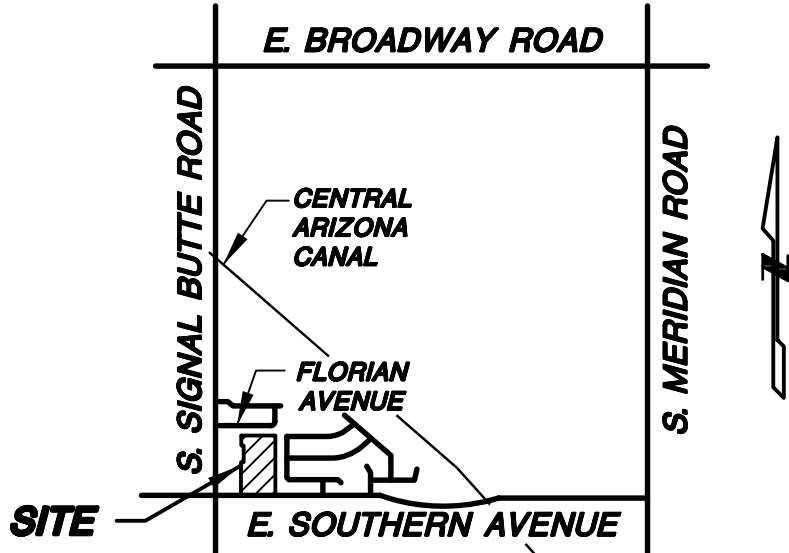 E. BROADWAY ROAD
S. SIGNAL BUTTE ROAD
S. MERIDIAN ROAD
CENTRAL
ARIZONA
CANAL
N
FLORIAN
AVENUE
SITE
E. SOUTHERN AVENUE